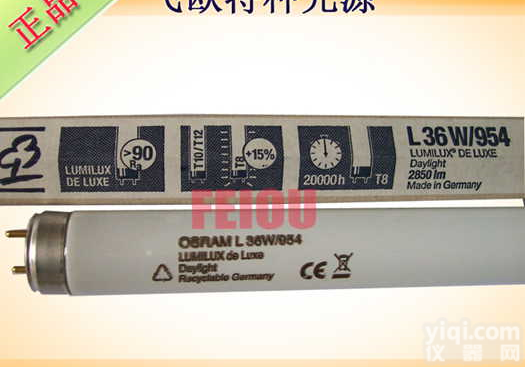 正品
飞欧特种光源
G3
LUMILUX
DE LUXE
>90
Ra
T10/T12
T8
+15%
20000h
T8
L 36 W/954
LUMILUX® DE LUXE
Daylight
2850 lm
Made in Germany
FEIOU
OSRAM L 36W/954
LUMILUX de Luxe
Daylight
Recyclable Germany
CE
yiqi.com
仪器网